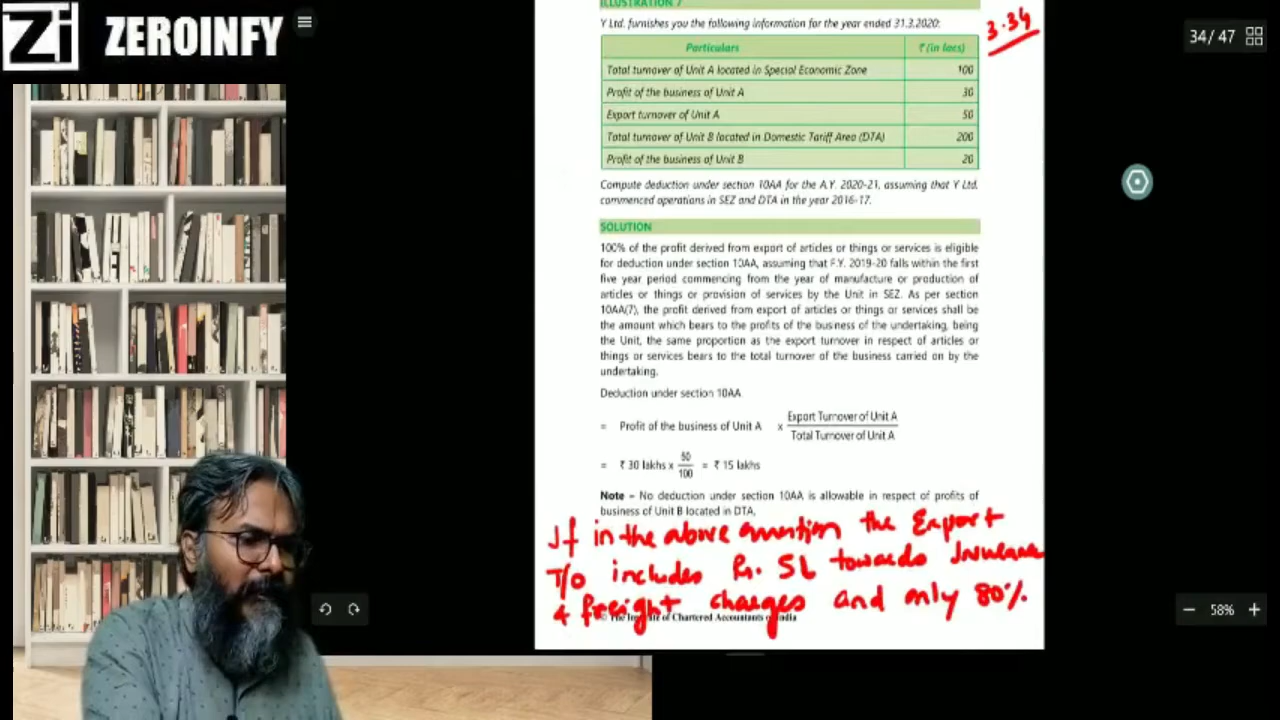 Zi ZEROINFY
34/ 47
ILLUSTRATION 7
Y Ltd. furnishes you the following information for the year ended 31.3.2020:
3.34
Particulars ₹ (in lacs)
Total turnover of Unit A located in Special Economic Zone 100
Profit of the business of Unit A 30
Export turnover of Unit A 50
Total turnover of Unit B located in Domestic Tariff Area (DTA) 200
Profit of the business of Unit B 20
Compute deduction under section 10AA for the A.Y. 2020-21, assuming that Y Ltd.
commenced operations in SEZ and DTA in the year 2016-17.
SOLUTION
100% of the profit derived from export of articles or things or services is eligible
for deduction under section 10AA, assuming that F.Y. 2019-20 falls within the first
five year period commencing from the year of manufacture or production of
articles or things or provision of services by the Unit in SEZ. As per section
10AA(7), the profit derived from export of articles or things or services shall be
the amount which bears to the profits of the business of the undertaking, being
the Unit, the same proportion as the export turnover in respect of articles or
things or services bears to the total turnover of the business carried on by the
undertaking.
Deduction under section 10AA
= Profit of the business of Unit A x Export Turnover of Unit A
Total Turnover of Unit A
= ₹ 30 lakhs x 50/100 = ₹ 15 lakhs
Note – No deduction under section 10AA is allowable in respect of profits of
business of Unit B located in DTA.
If in the above question the Export
T/O includes Rs. 5L towards Insurance
& freight charges and only 80%
© The Institute of Chartered Accountants of India
58%